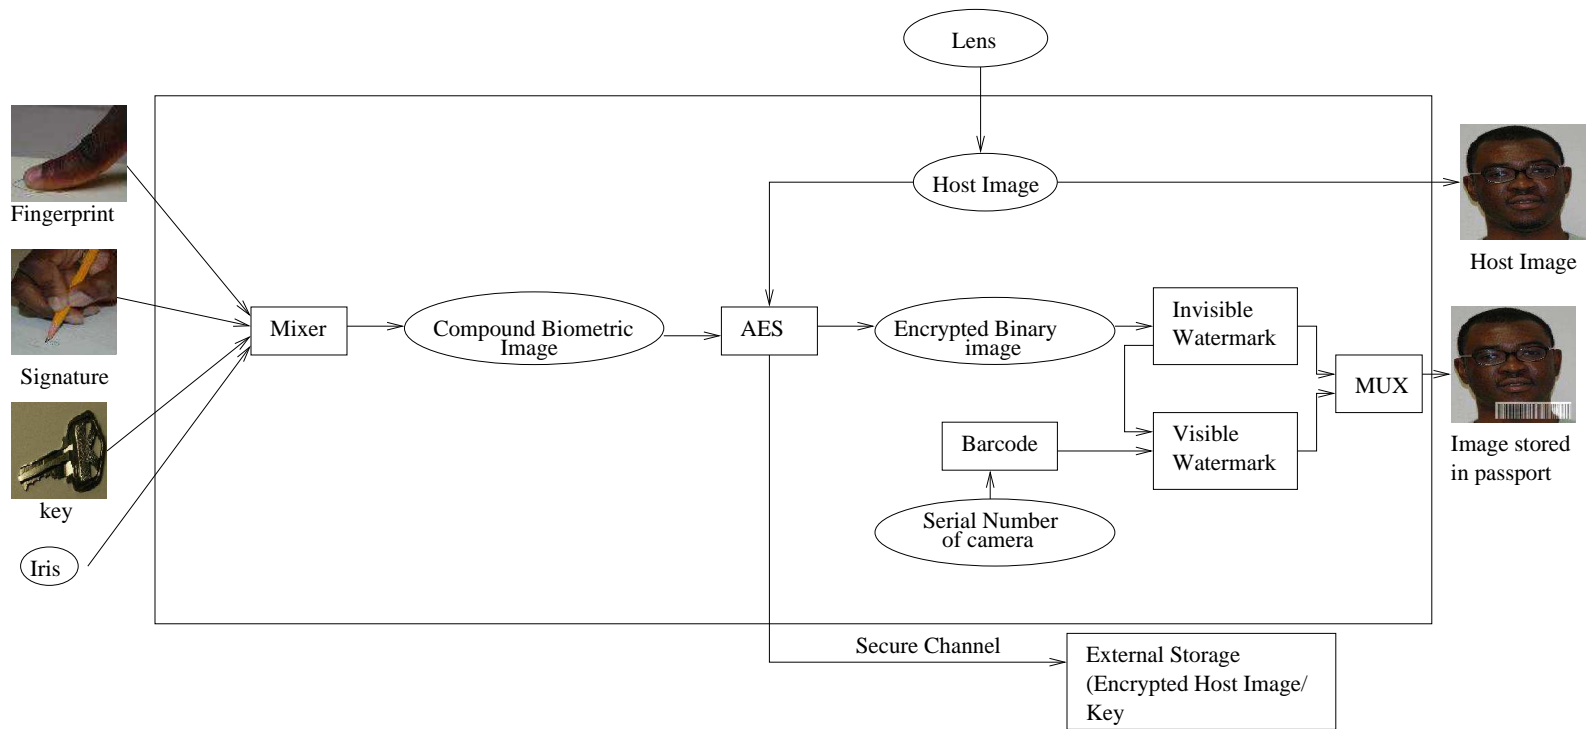 Lens
Fingerprint
Host Image
Host Image
Signature
Mixer
Compound Biometric
Image
AES
Encrypted Binary
image
Invisible
Watermark
MUX
key
Barcode
Visible
Watermark
Image stored
in passport
Serial Number
of camera
Iris
Secure Channel
External Storage
(Encrypted Host Image/
Key